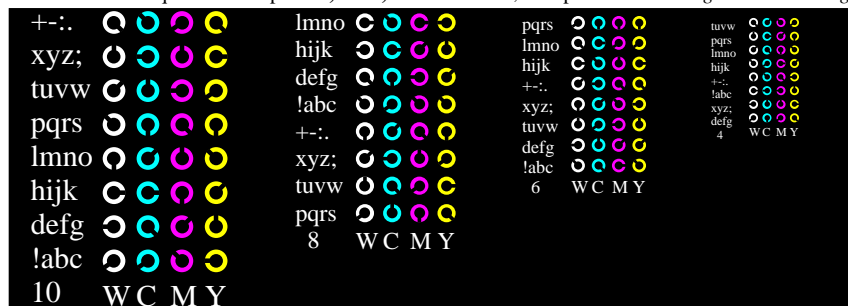 +-:.
xyz;
tuvw
pqrs
lmno
hijk
defg
!abc
10 W C M Y
lmno
hijk
defg
!abc
+-:.
xyz;
tuvw
pqrs
8 W C M Y
pqrs
lmno
hijk
+-:.
xyz;
tuvw
defg
!abc
6 W C M Y
tuvw
pqrs
lmno
hijk
+-:.
!abc
xyz;
defg
4 W C M Y